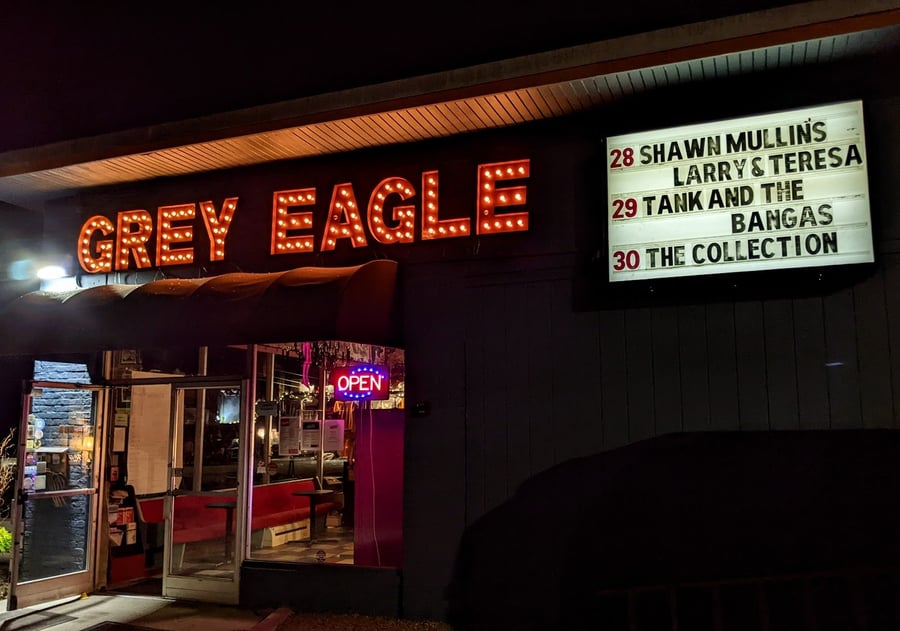 GREY EAGLE
28 SHAWN MULLIN'S
LARRY & TERESA
29 TANK AND THE
BANGAS
30 THE COLLECTION
OPEN